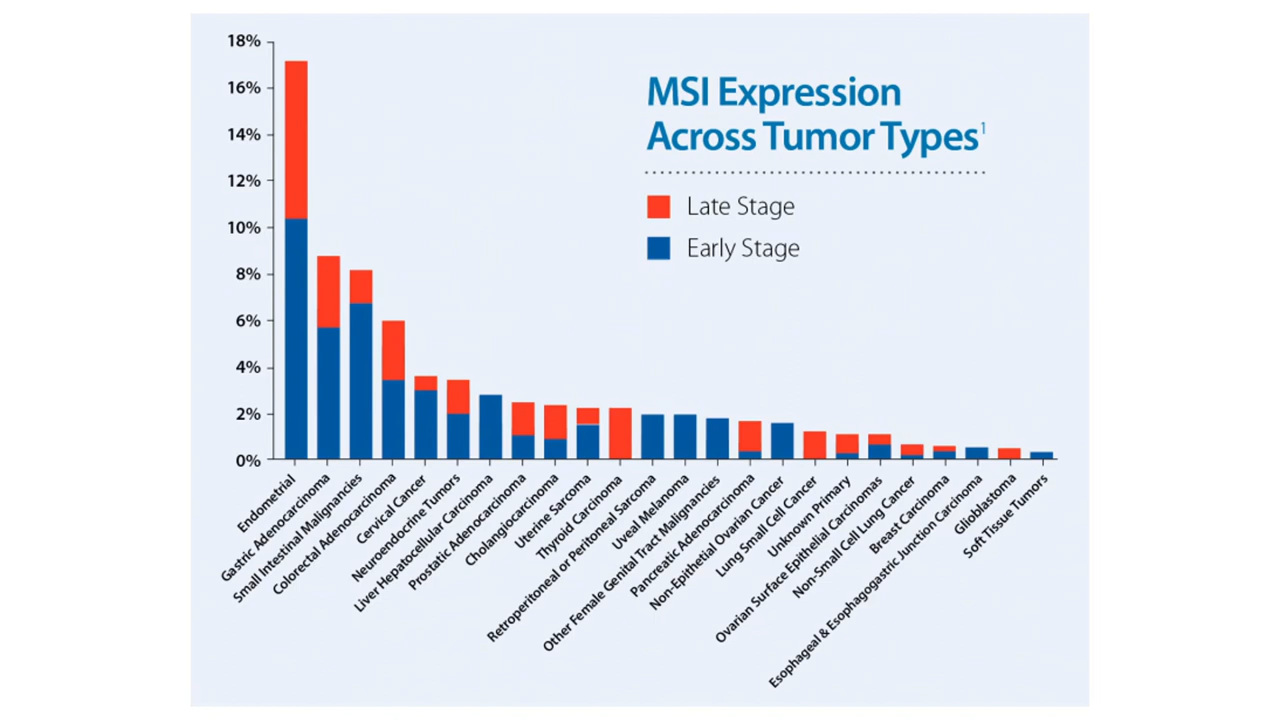 MSI Expression
Across Tumor Types¹
Late Stage
Early Stage
18%
16%
14%
12%
10%
8%
6%
4%
2%
0%
Endometrial
Gastric Adenocarcinoma
Small Intestinal Malignancies
Colorectal Adenocarcinoma
Cervical Cancer
Neuroendocrine Tumors
Liver Hepatocellular Carcinoma
Prostatic Adenocarcinoma
Cholangiocarcinoma
Uterine Sarcoma
Thyroid Carcinoma
Retroperitoneal or Peritoneal Sarcoma
Uveal Melanoma
Other Female Genital Tract Malignancies
Pancreatic Adenocarcinoma
Non-Epithetial Ovarian Cancer
Lung Small Cell Cancer
Unknown Primary
Ovarian Surface Epithelial Carcinomas
Non-Small Cell Lung Cancer
Breast Carcinoma
Esophageal & Esophagogastric Junction Carcinoma
Glioblastoma
Soft Tissue Tumors